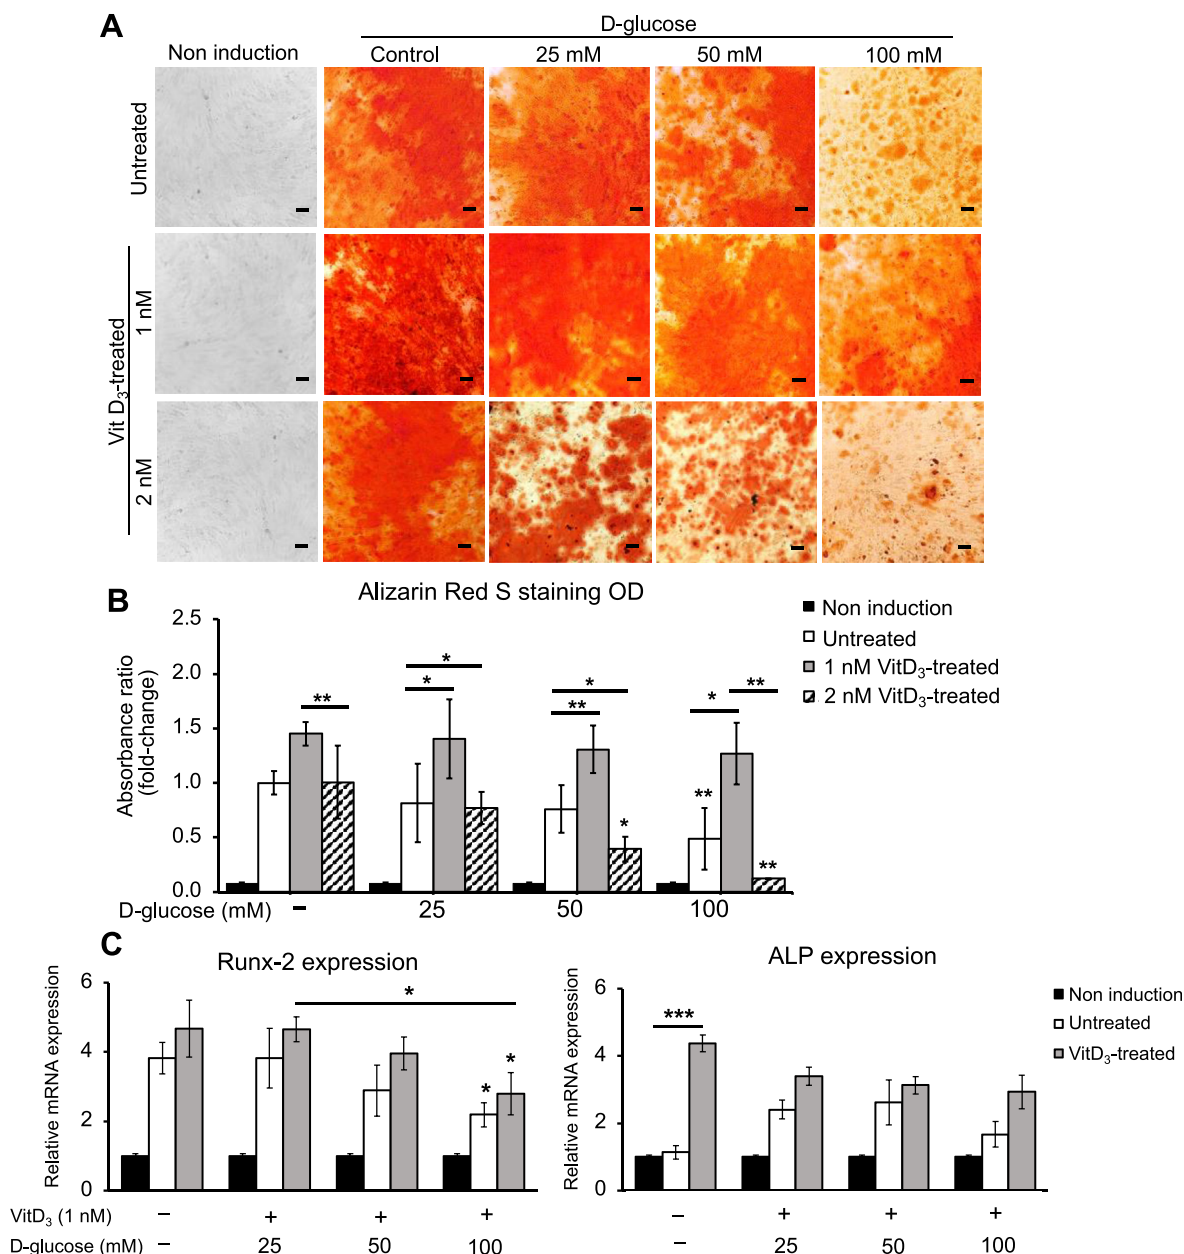 A
D-glucose
Non induction Control 25 mM 50 mM 100 mM
Untreated
Vit D₃-treated
1 nM
2 nM
B
Alizarin Red S staining OD
Non induction
Untreated
1 nM VitD₃-treated
2 nM VitD₃-treated
Absorbance ratio
(fold-change)
2.5
2.0
1.5
1.0
0.5
0.0
** * * * ** * **
** * **
D-glucose (mM) – 25 50 100
C
Runx-2 expression
Relative mRNA expression
6
4
2
0
*
* *
ALP expression
Relative mRNA expression
6
4
2
0
***
Non induction
Untreated
VitD₃-treated
VitD₃ (1 nM) – + + + – + + +
D-glucose (mM) – 25 50 100 – 25 50 100